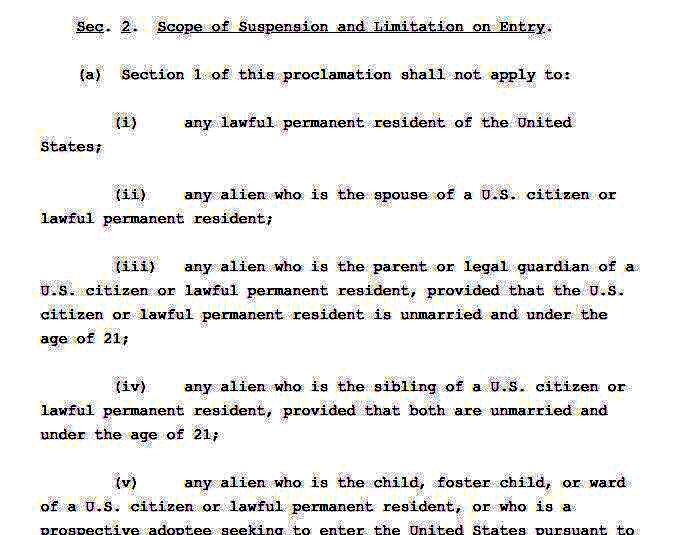 Sec. 2. Scope of Suspension and Limitation on Entry.
(a) Section 1 of this proclamation shall not apply to:
(i) any lawful permanent resident of the United
States;
(ii) any alien who is the spouse of a U.S. citizen or
lawful permanent resident;
(iii) any alien who is the parent or legal guardian of a
U.S. citizen or lawful permanent resident, provided that the U.S.
citizen or lawful permanent resident is unmarried and under the
age of 21;
(iv) any alien who is the sibling of a U.S. citizen or
lawful permanent resident, provided that both are unmarried and
under the age of 21;
(v) any alien who is the child, foster child, or ward
of a U.S. citizen or lawful permanent resident, or who is a
prospective adoptee seeking to enter the United States pursuant to